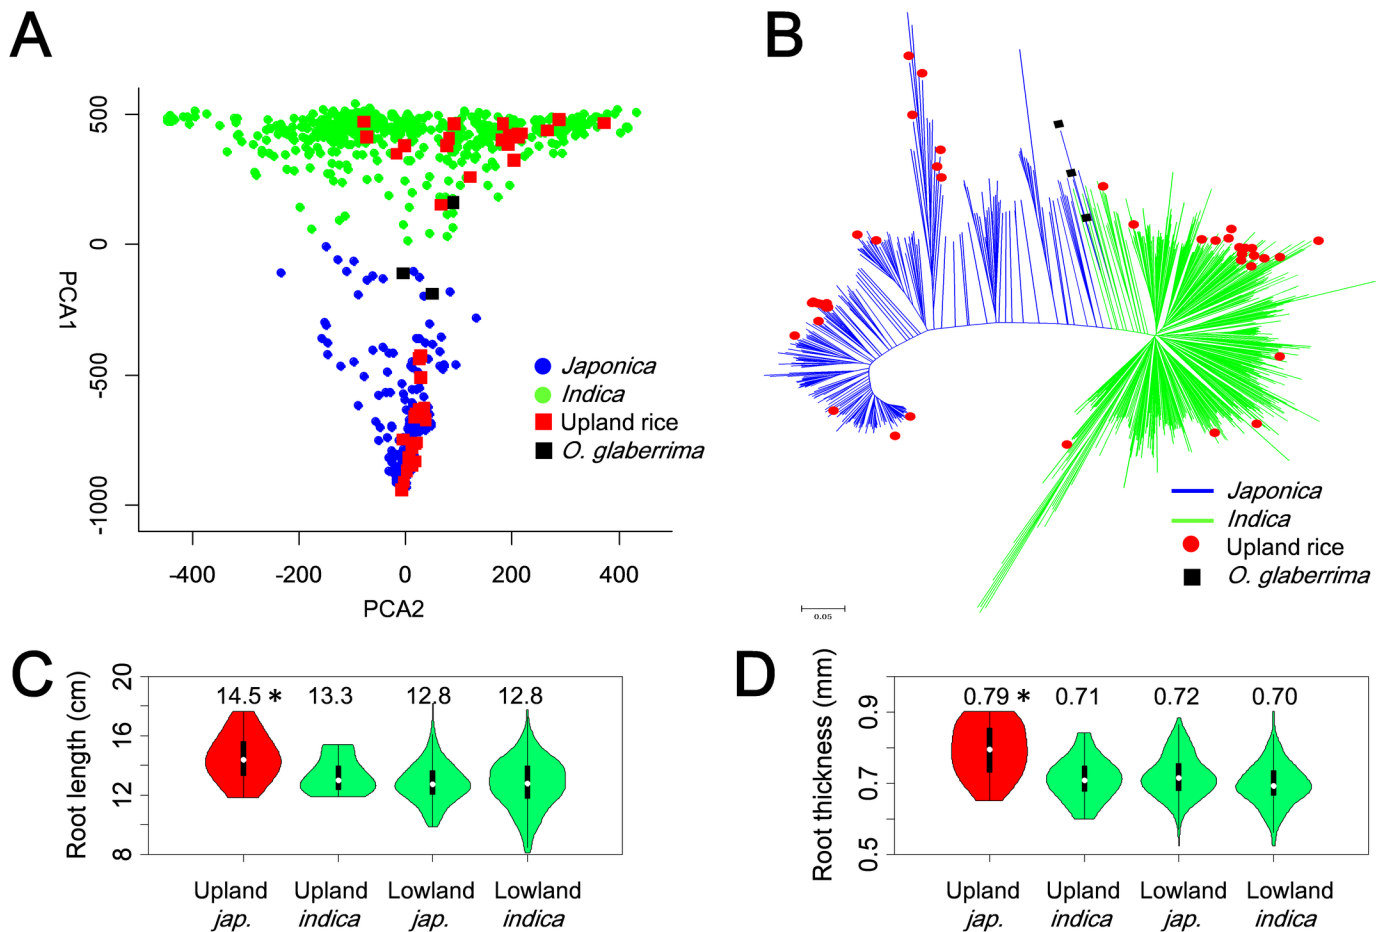 A
500
0
-500
-1000
PCA1
-400
-200
0
200
400
PCA2
Japonica
Indica
Upland rice
O. glaberrima
B
Japonica
Indica
Upland rice
O. glaberrima
0.05
C
Root length (cm)
20
16
12
8
14.5 *
13.3
12.8
12.8
Upland
jap.
Upland
indica
Lowland
jap.
Lowland
indica
D
Root thickness (mm)
0.9
0.7
0.5
0.79 *
0.71
0.72
0.70
Upland
jap.
Upland
indica
Lowland
jap.
Lowland
indica